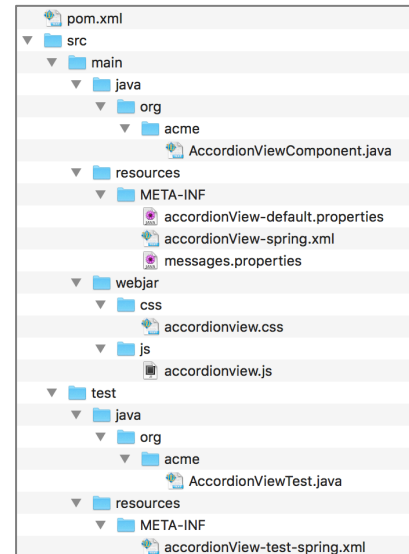 pom.xml
src
main
java
org
acme
AccordionViewComponent.java
resources
META-INF
accordionView-default.properties
accordionView-spring.xml
messages.properties
webjar
css
accordionview.css
js
accordionview.js
test
java
org
acme
AccordionViewTest.java
resources
META-INF
accordionView-test-spring.xml